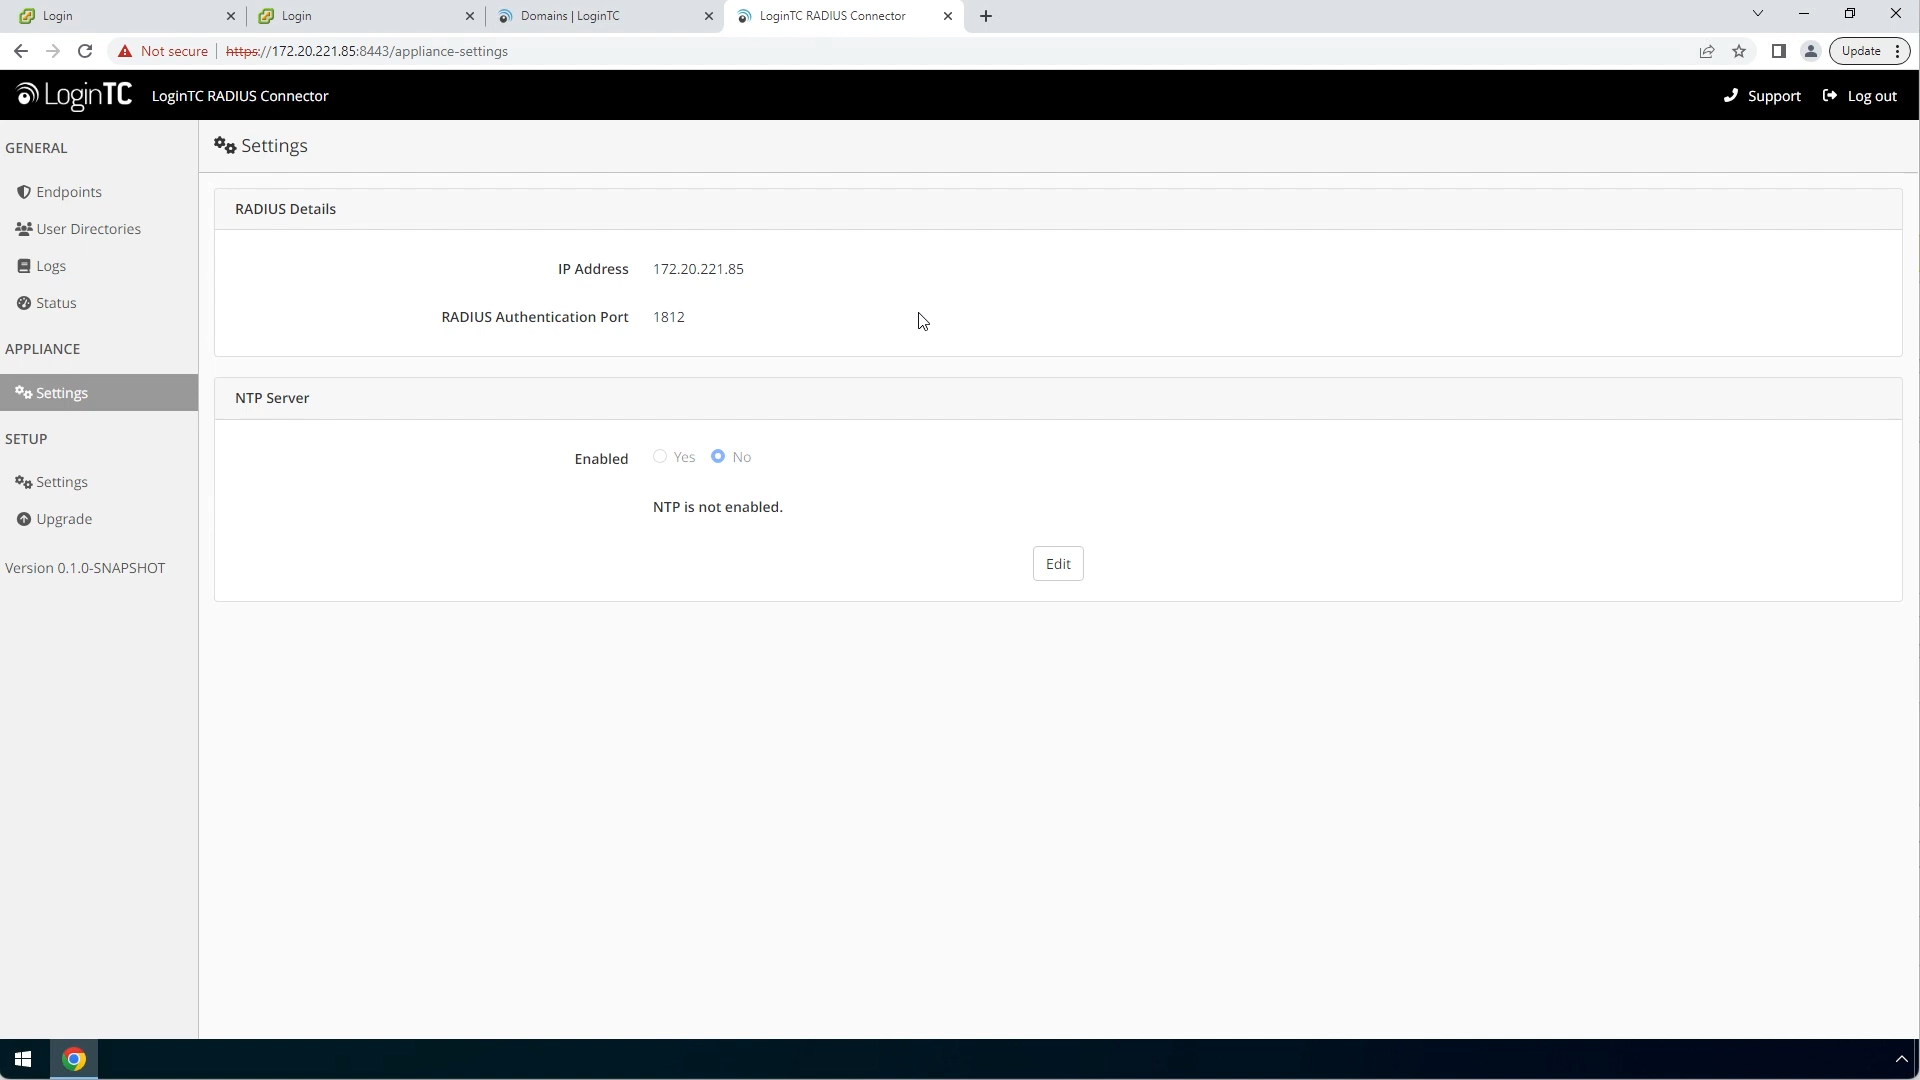 Login
Login
Domains | LoginTC
LoginTC RADIUS Connector
Not secure
https://172.20.221.85:8443/appliance-settings
Update
LoginTC
LoginTC RADIUS Connector
Support
Log out
GENERAL
Endpoints
User Directories
Logs
Status
APPLIANCE
Settings
SETUP
Settings
Upgrade
Version 0.1.0-SNAPSHOT
Settings
RADIUS Details
IP Address 172.20.221.85
RADIUS Authentication Port 1812
NTP Server
Enabled Yes No
NTP is not enabled.
Edit